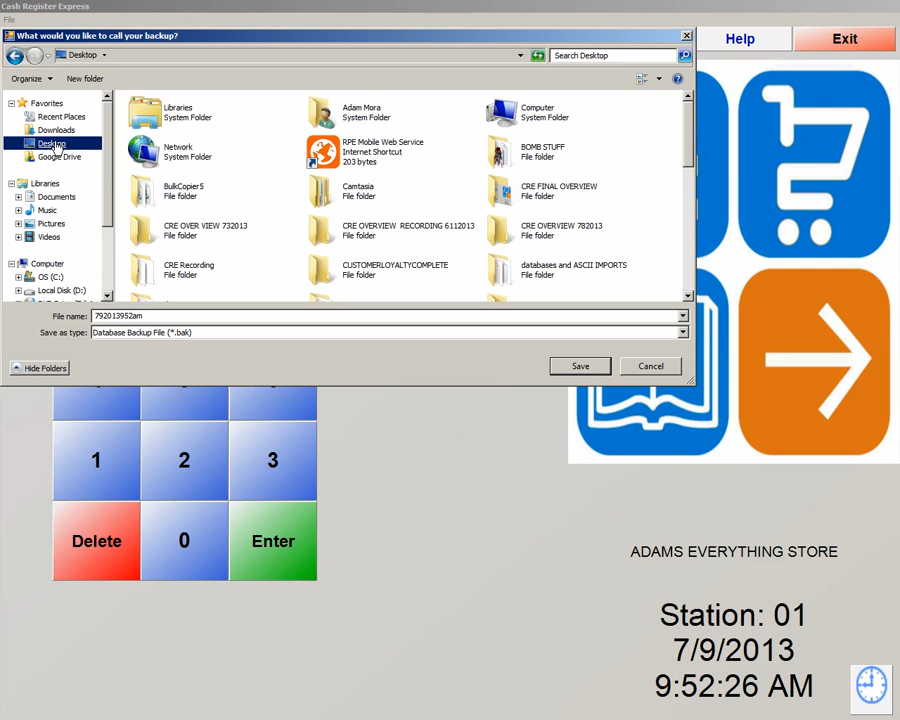 Cash Register Express
File
What would you like to call your backup?
Help
Exit
Desktop
Search Desktop
Organize
New folder
Favorites
Recent Places
Downloads
Desktop
Google Drive
Libraries
Documents
Music
Pictures
Videos
Computer
OS (C:)
Local Disk (D:)
Libraries
System Folder
Adam Mora
System Folder
Computer
System Folder
Network
System Folder
RPE Mobile Web Service
Internet Shortcut
203 bytes
BOMB STUFF
File folder
BulkCopier5
File folder
Camtasia
File folder
CRE FINAL OVERVIEW
File folder
CRE OVER VIEW 732013
File folder
CRE OVERVIEW RECORDING 6112013
File folder
CRE OVERVIEW 782013
File folder
CRE Recording
File folder
CUSTOMERLOYALTYCOMPLETE
File folder
databases and ASCII IMPORTS
File folder
File name:
792013952am
Save as type:
Database Backup File (*.bak)
Hide Folders
Save
Cancel
1
2
3
Delete
0
Enter
ADAMS EVERYTHING STORE
Station: 01
7/9/2013
9:52:26 AM